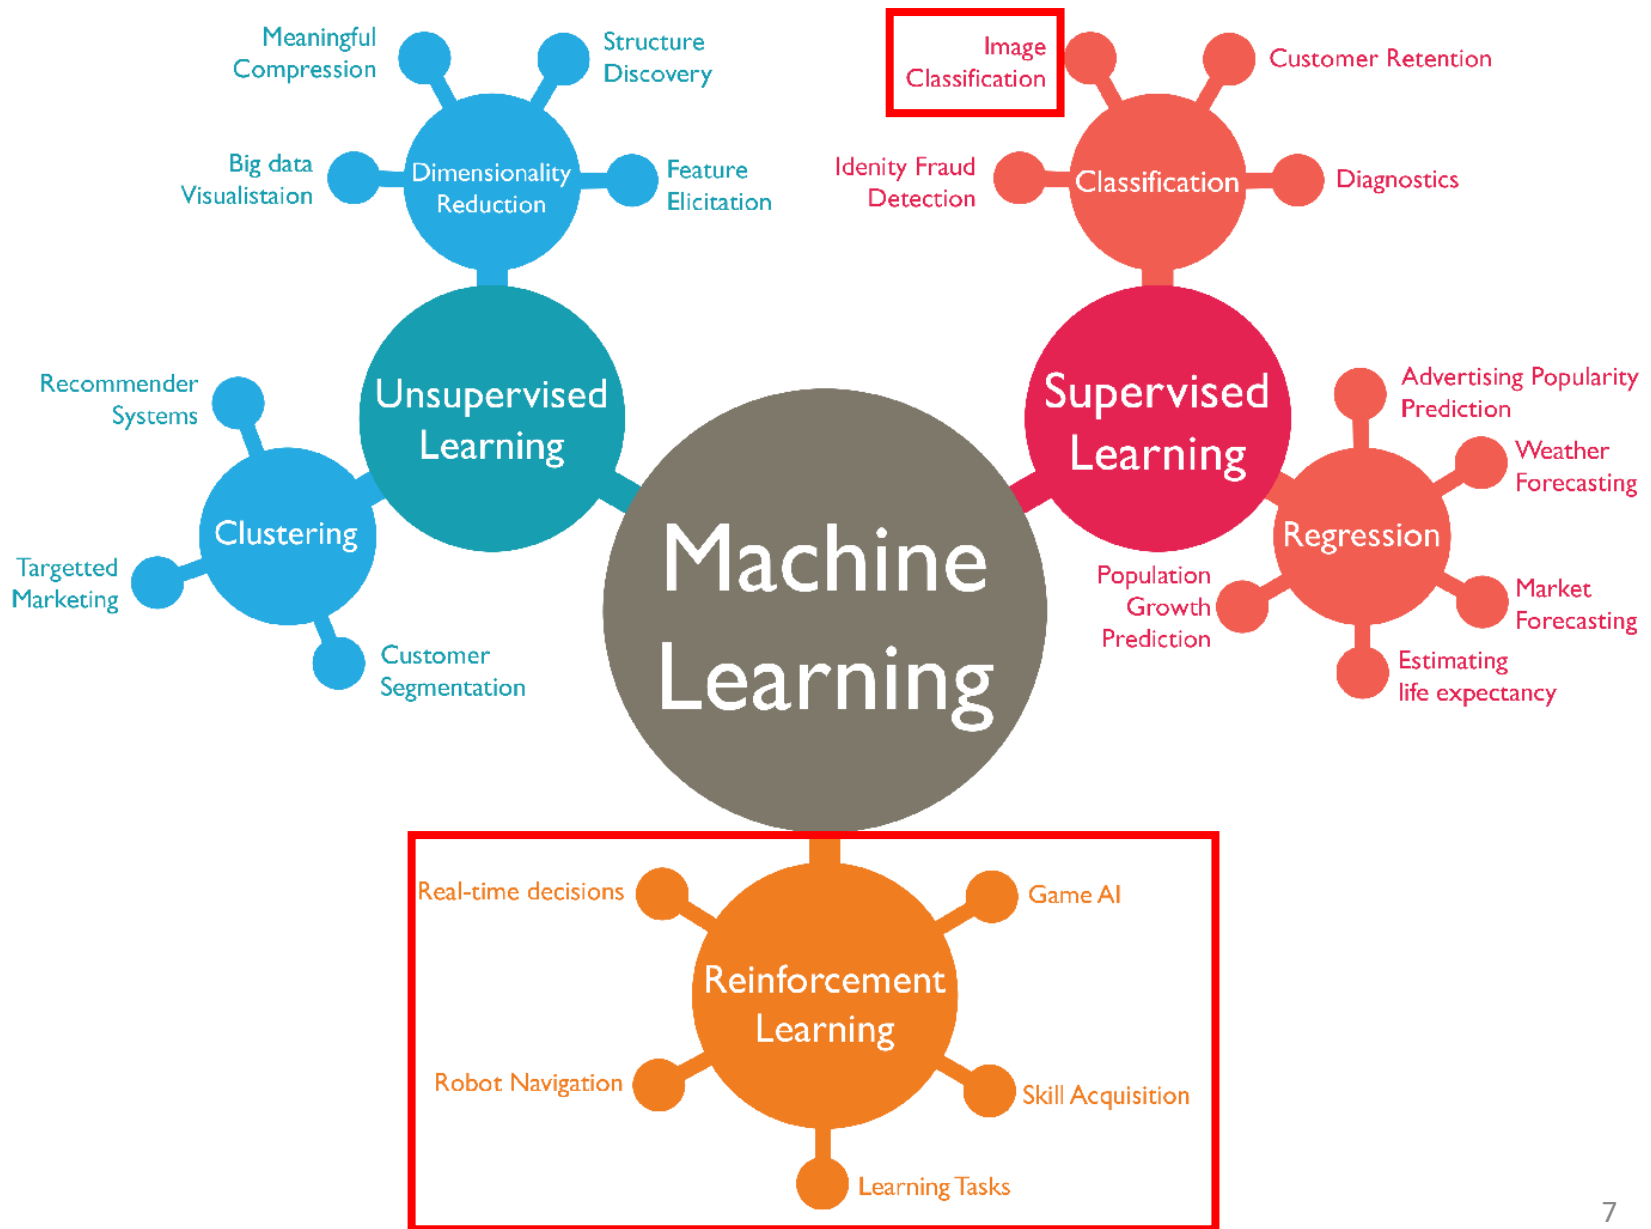 Meaningful
Compression
Structure
Discovery
Big data
Visualistaion
Dimensionality
Reduction
Feature
Elicitation
Image
Classification
Customer Retention
Idenity Fraud
Detection
Classification
Diagnostics
Unsupervised
Learning
Supervised
Learning
Recommender
Systems
Clustering
Targetted
Marketing
Customer
Segmentation
Machine
Learning
Advertising Popularity
Prediction
Weather
Forecasting
Regression
Population
Growth
Prediction
Market
Forecasting
Estimating
life expectancy
Real-time decisions
Game AI
Reinforcement
Learning
Robot Navigation
Skill Acquisition
Learning Tasks
7